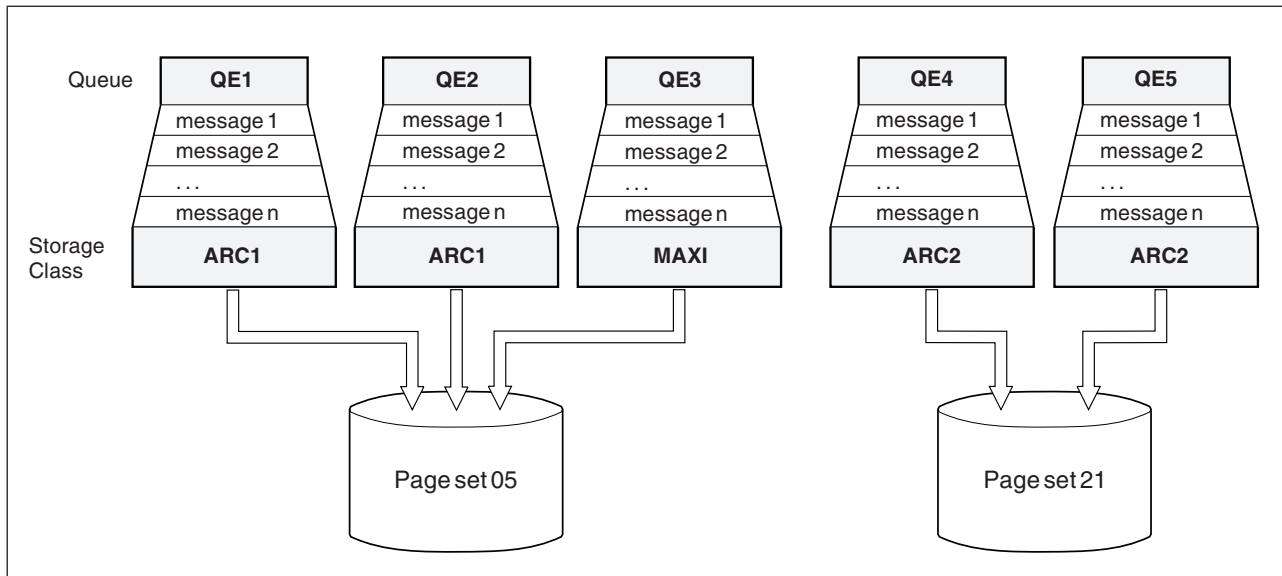 Queue QE1 QE2 QE3 QE4 QE5
message 1 message 1 message 1 message 1 message 1
message 2 message 2 message 2 message 2 message 2
... ... ... ... ...
message n message n message n message n message n
Storage
Class ARC1 ARC1 MAXI ARC2 ARC2
Page set 05 Page set 21